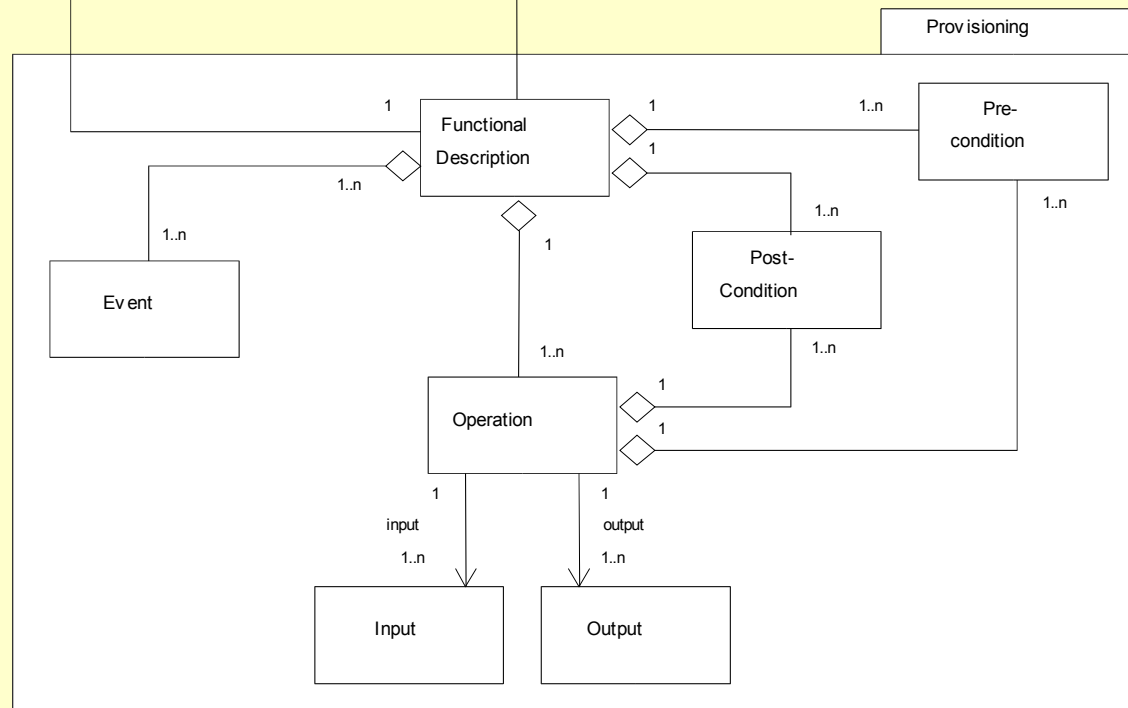 Provisioning
1
Functional
Description
1
1..n
Pre-
condition
1
1..n
1..n
1..n
1..n
1
Post-
Condition
Event
1..n
1..n
1
Operation
1
1
1
input
output
1..n
1..n
Input
Output